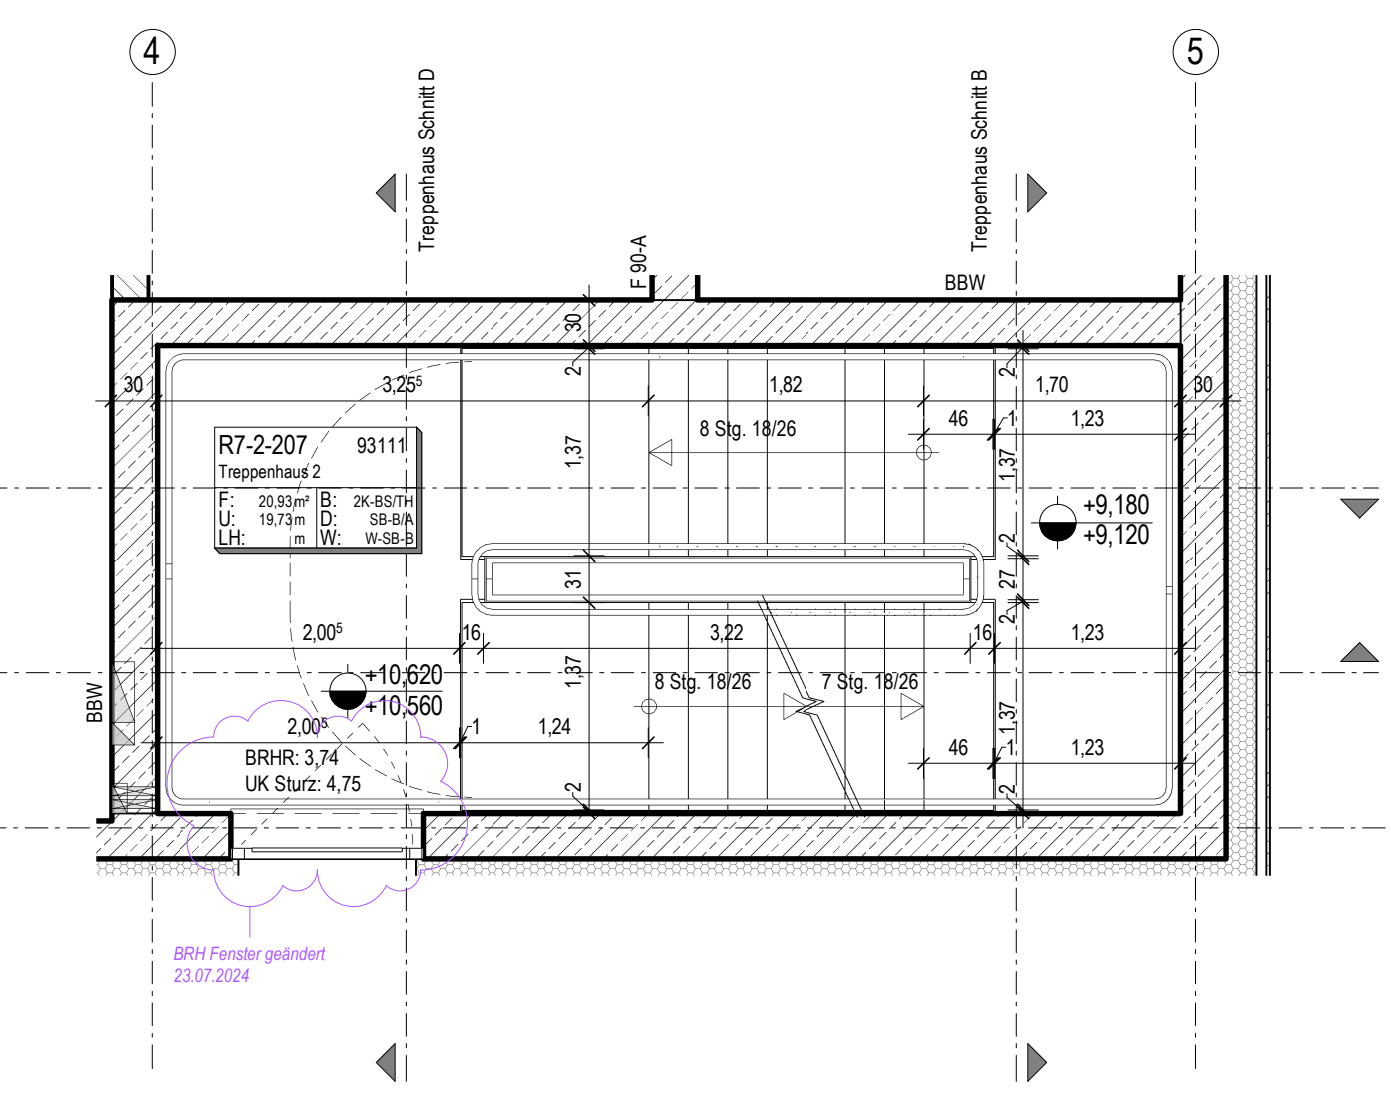 4
5
Treppenhaus Schnitt D
Treppenhaus Schnitt B
F 90-A
BBW
30
2
2
30
3,25⁵
1,82
1,70
30
46
1
1,23
8 Stg. 18/26
1,37
1,37
R7-2-207 93111
Treppenhaus 2
F: 20,93 m² B: 2K-BS/TH
U: 19,73 m D: SB-B/A
LH: m W: W-SB-B
+9,180
+9,120
2
31
27
2
2,00⁵
16
3,22
16
1,23
+10,620
+10,560
1,37
8 Stg. 18/26
7 Stg. 18/26
BBW
2,00⁵
1
1,24
1,37
46
1
1,23
BRHR: 3,74
UK Sturz: 4,75
2
2
BRH Fenster geändert
23.07.2024